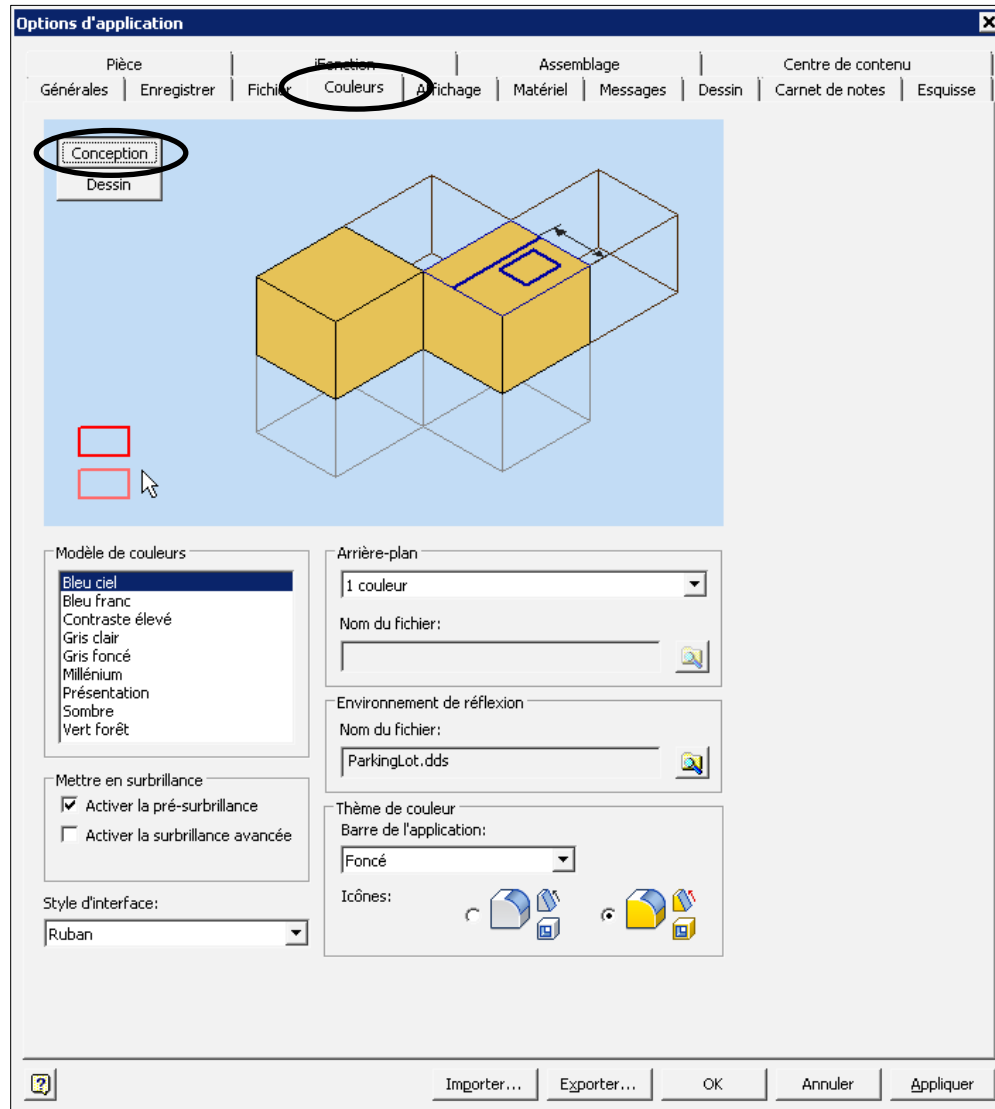 Options d'application
Pièce iFonction Assemblage Centre de contenu
Générales Enregistrer Fichier Couleurs Affichage Matériel Messages Dessin Carnet de notes Esquisse
Conception
Dessin
Modèle de couleurs
Bleu ciel
Bleu franc
Contraste élevé
Gris clair
Gris foncé
Millénium
Présentation
Sombre
Vert forêt
Arrière-plan
1 couleur
Nom du fichier:
Environnement de réflexion
Nom du fichier:
ParkingLot.dds
Mettre en surbrillance
Activer la pré-surbrillance
Activer la surbrillance avancée
Thème de couleur
Barre de l'application:
Foncé
Icônes:
Style d'interface:
Ruban
Importer... Exporter... OK Annuler Appliquer